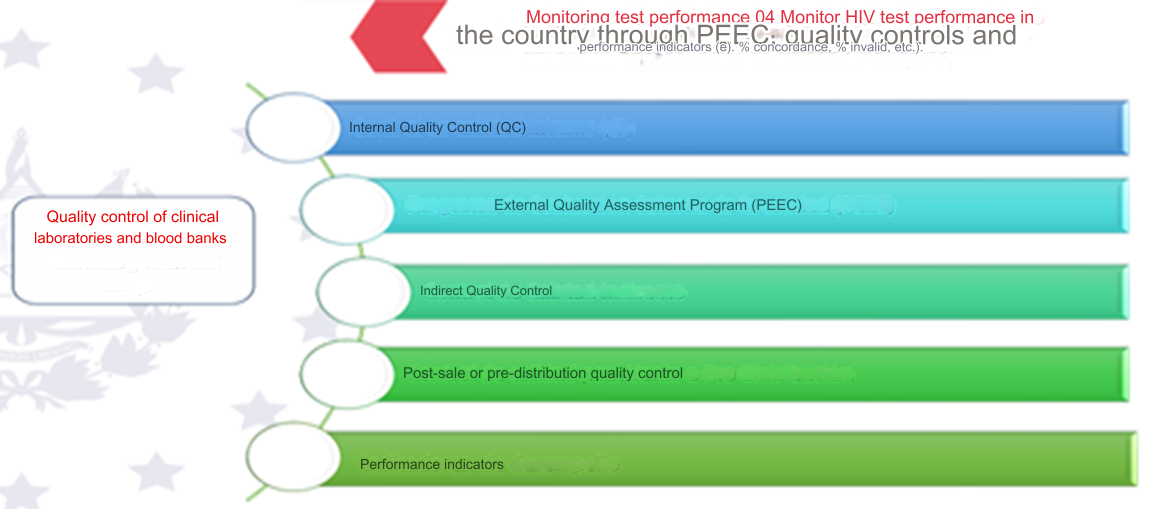 Monitoring test performance 04 Monitor HIV test performance in
the country through PEEC: quality controls and
performance indicators (e). % concordance, % invalid, etc.).
Internal Quality Control (QC)
External Quality Assessment Program (PEEC)
Quality control of clinical
laboratories and blood banks
Indirect Quality Control
Post-sale or pre-distribution quality control
Performance indicators